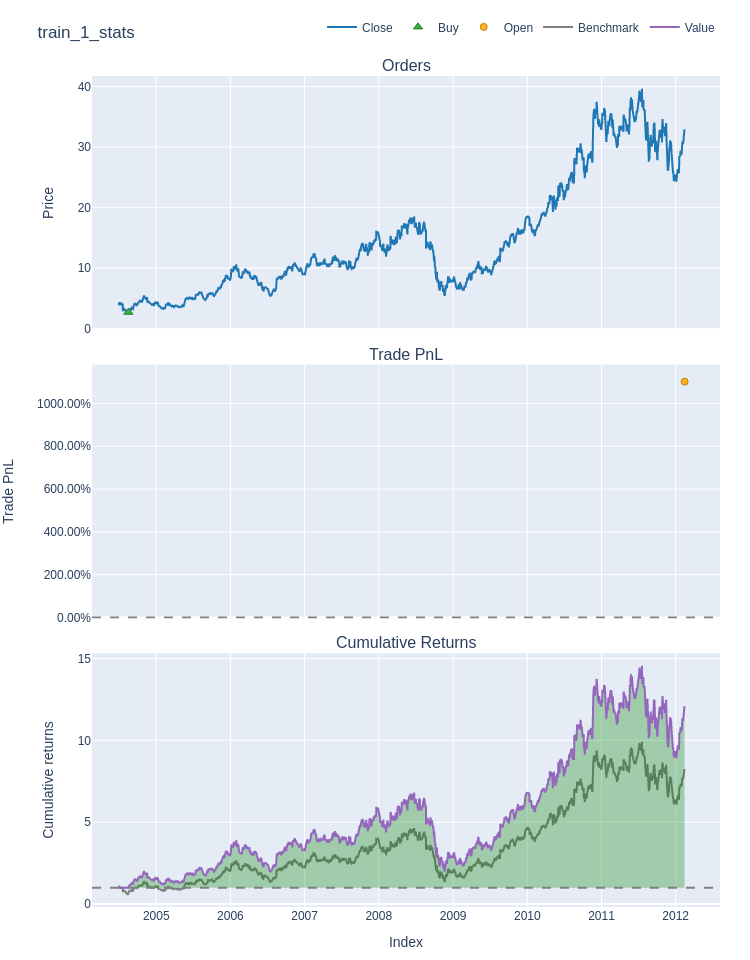 train_1_stats
Close
Buy
Open
Benchmark
Value
Orders
40
30
20
10
0
Price
Trade PnL
1000.00%
800.00%
600.00%
400.00%
200.00%
0.00%
Trade PnL
Cumulative Returns
15
10
5
0
Cumulative returns
2005
2006
2007
2008
2009
2010
2011
2012
Index